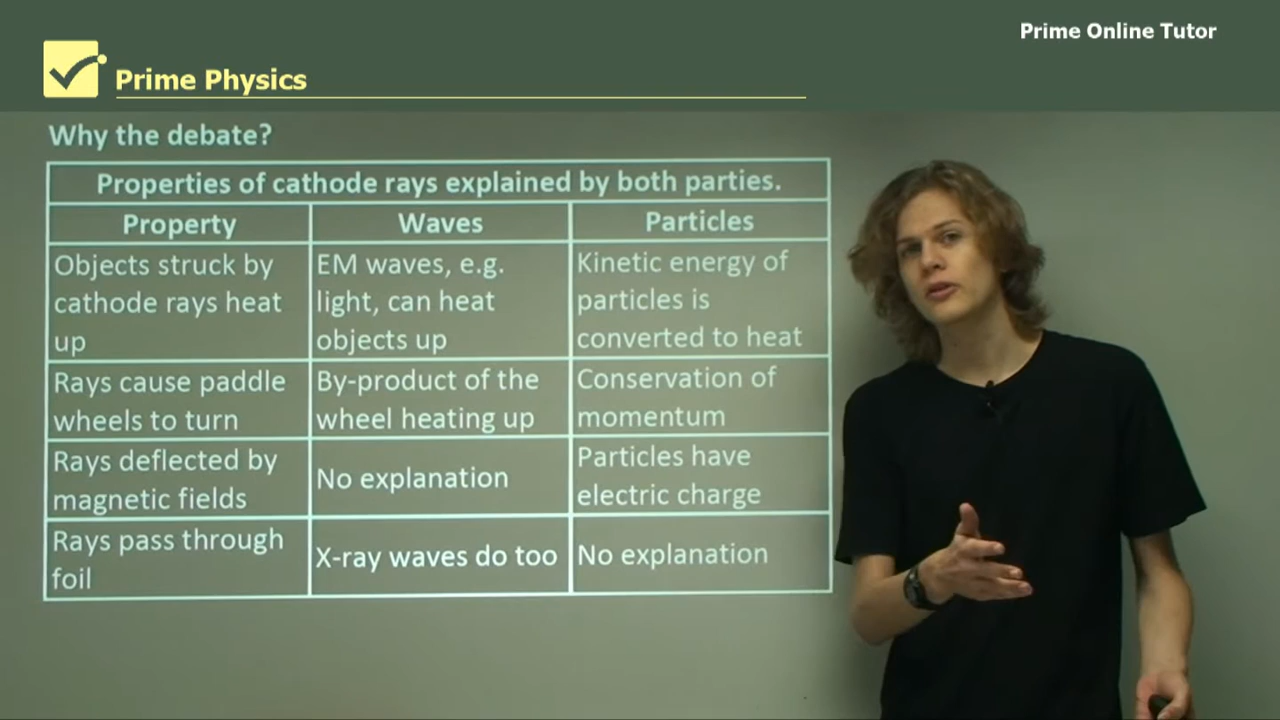 Prime Online Tutor
Prime Physics
Why the debate?
Properties of cathode rays explained by both parties.
Property
Waves
Particles
Objects struck by
cathode rays heat
up
EM waves, e.g.
light, can heat
objects up
Kinetic energy of
particles is
converted to heat
Rays cause paddle
wheels to turn
By-product of the
wheel heating up
Conservation of
momentum
Rays deflected by
magnetic fields
No explanation
Particles have
electric charge
Rays pass through
foil
X-ray waves do too
No explanation